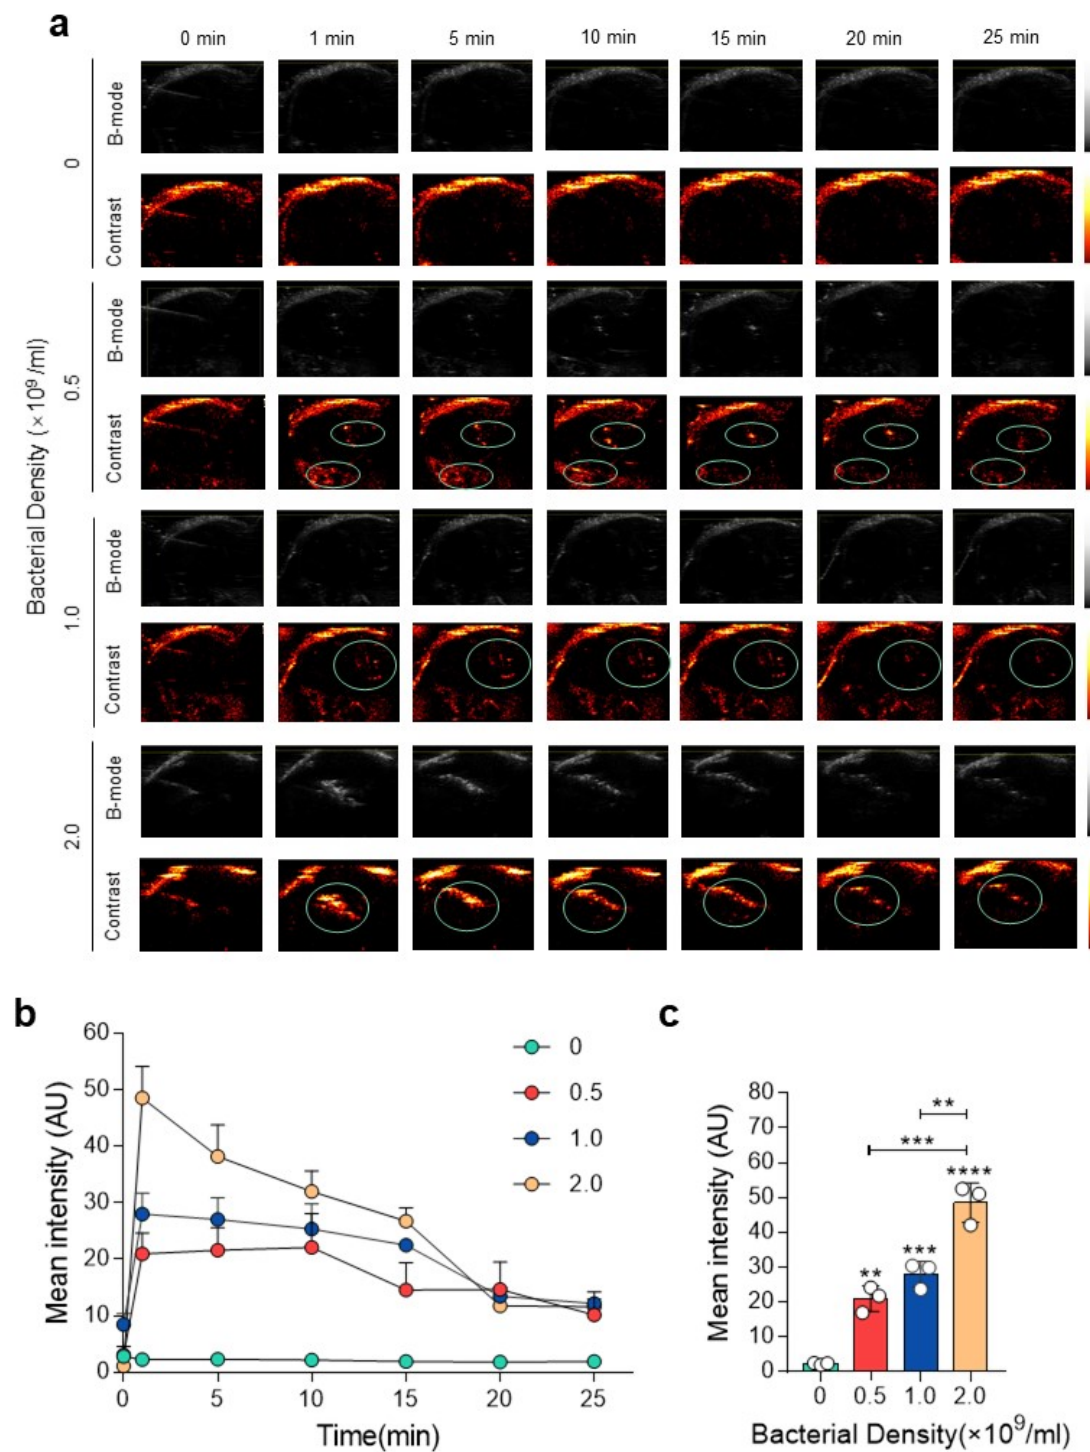 a
0 min 1 min 5 min 10 min 15 min 20 min 25 min
Bacterial Density (×10⁹/ml)
0
B-mode
Contrast
0.5
B-mode
Contrast
1.0
B-mode
Contrast
2.0
B-mode
Contrast
b
Mean intensity (AU)
60
50
40
30
20
10
0
0 5 10 15 20 25
Time(min)
0
0.5
1.0
2.0
c
Mean intensity (AU)
80
70
60
50
40
30
20
10
0
**
***
****
***
**
0 0.5 1.0 2.0
Bacterial Density(×10⁹/ml)